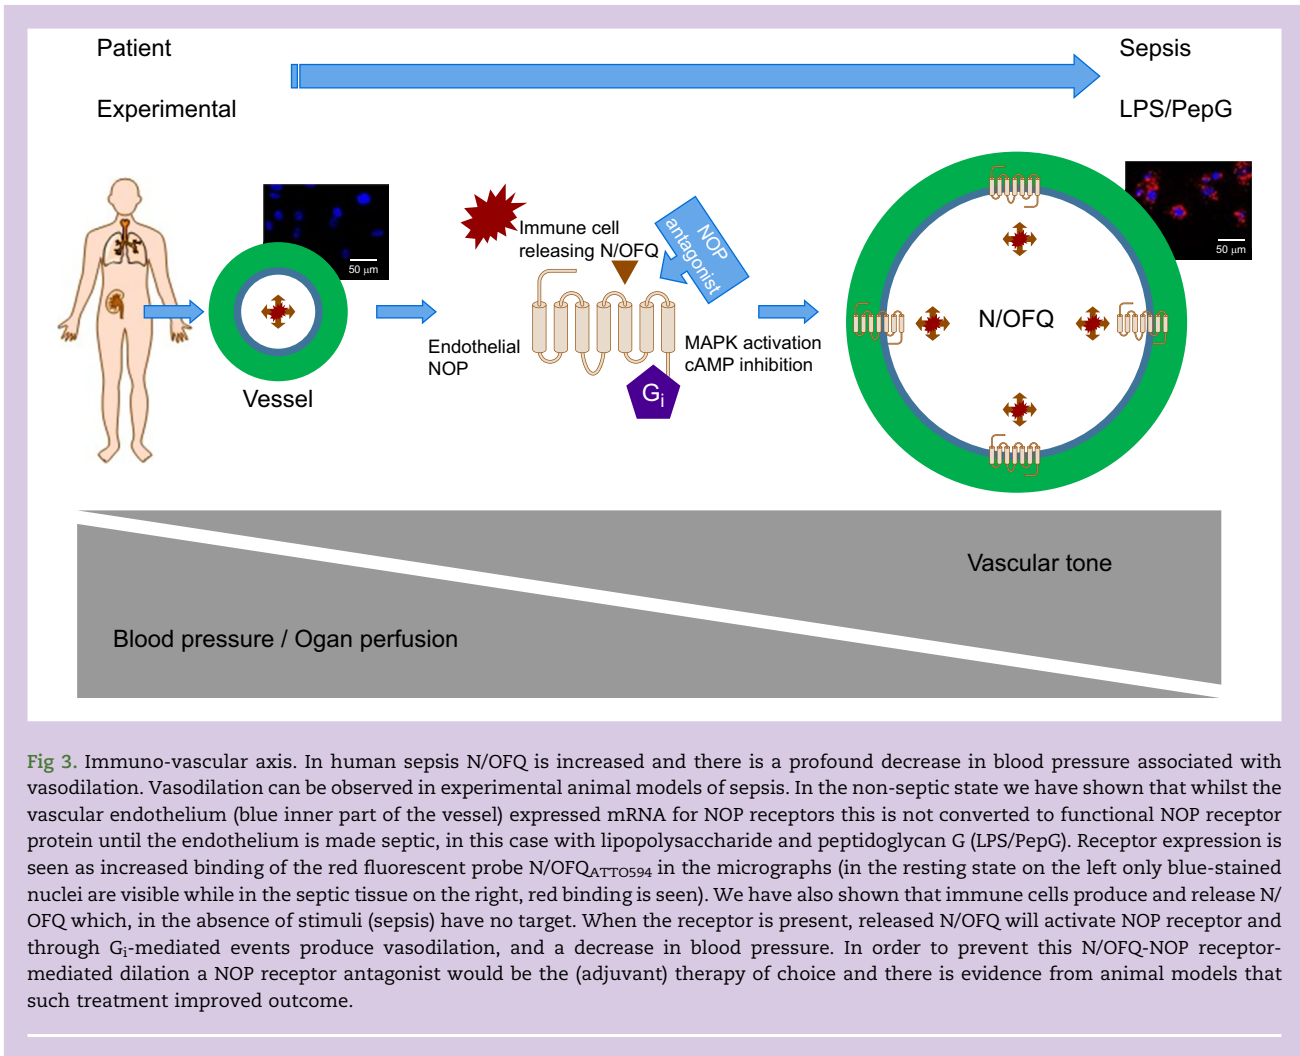 Patient
Sepsis
Experimental
LPS/PepG
50 μm
50 μm
Immune cell
releasing N/OFQ
NOP
antagonist
Endothelial
NOP
MAPK activation
cAMP inhibition
Gi
N/OFQ
Vessel
Vascular tone
Blood pressure / Ogan perfusion
Fig 3. Immuno-vascular axis. In human sepsis N/OFQ is increased and there is a profound decrease in blood pressure associated with
vasodilation. Vasodilation can be observed in experimental animal models of sepsis. In the non-septic state we have shown that whilst the
vascular endothelium (blue inner part of the vessel) expressed mRNA for NOP receptors this is not converted to functional NOP receptor
protein until the endothelium is made septic, in this case with lipopolysaccharide and peptidoglycan G (LPS/PepG). Receptor expression is
seen as increased binding of the red fluorescent probe N/OFQATTO594 in the micrographs (in the resting state on the left only blue-stained
nuclei are visible while in the septic tissue on the right, red binding is seen). We have also shown that immune cells produce and release N/
OFQ which, in the absence of stimuli (sepsis) have no target. When the receptor is present, released N/OFQ will activate NOP receptor and
through Gi-mediated events produce vasodilation, and a decrease in blood pressure. In order to prevent this N/OFQ-NOP receptor-
mediated dilation a NOP receptor antagonist would be the (adjuvant) therapy of choice and there is evidence from animal models that
such treatment improved outcome.